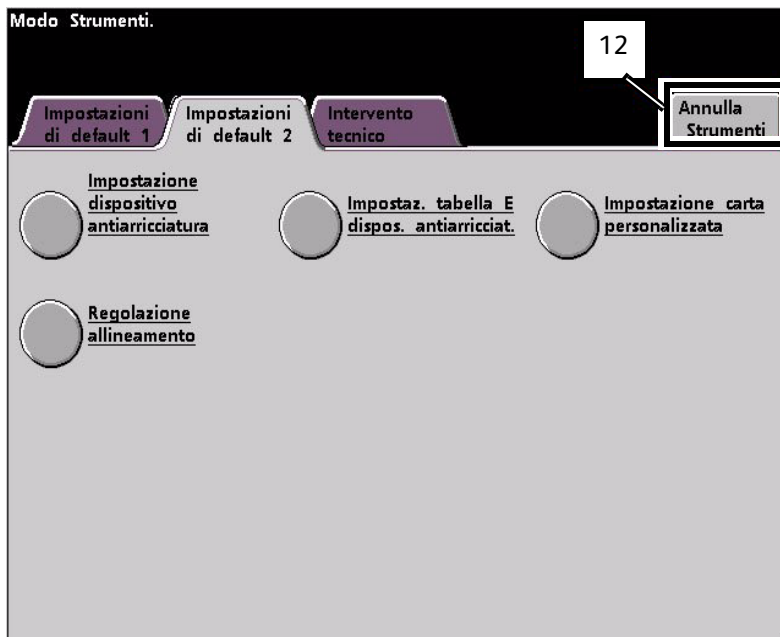 Modo Strumenti.
12
Impostazioni
di default 1
Impostazioni
di default 2
Intervento
tecnico
Annulla
Strumenti
Impostazione
dispositivo
antiarricciatura
Impostaz. tabella E
dispos. antiarricciat.
Impostazione carta
personalizzata
Regolazione
allineamento